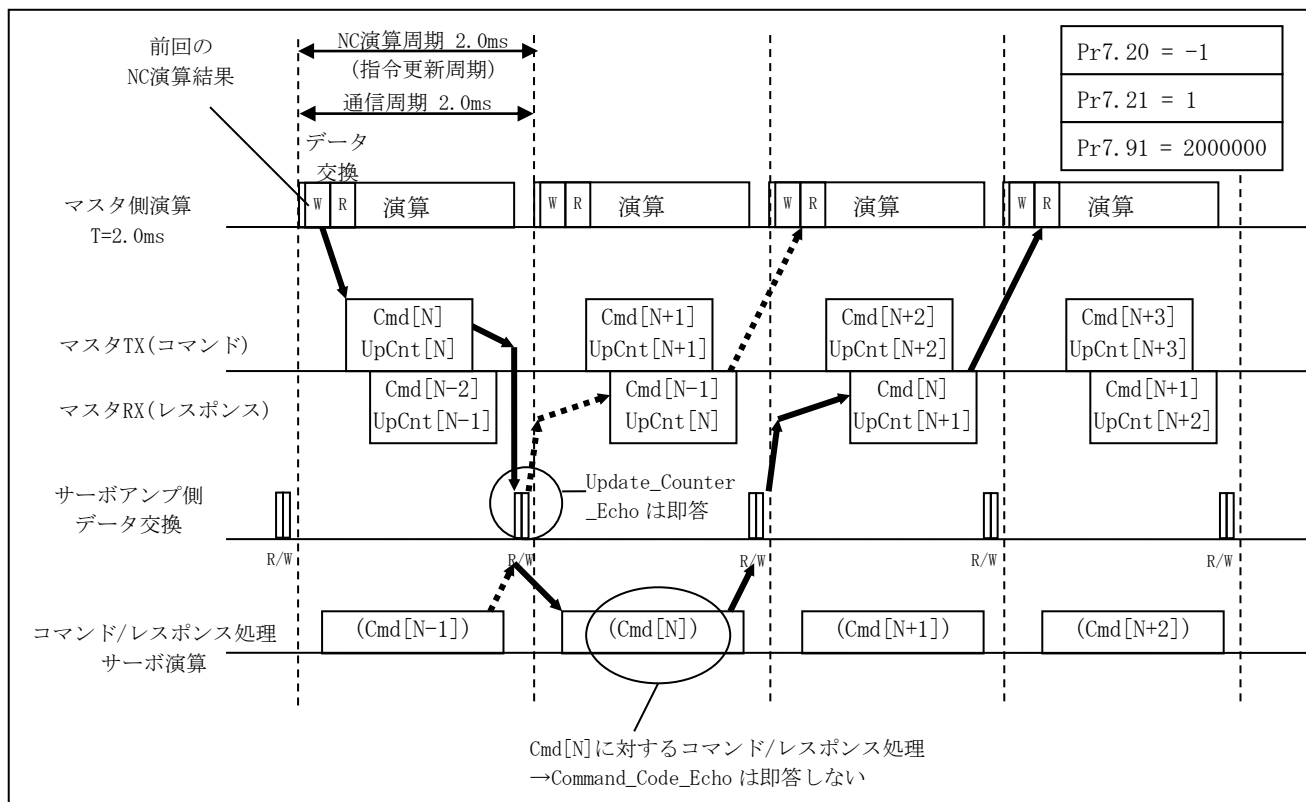 前回の
NC演算結果
NC演算周期 2.0ms
(指令更新周期)
通信周期 2.0ms
Pr7.20 = -1
Pr7.21 = 1
Pr7.91 = 2000000
データ
交換
マスタ側演算
T=2.0ms
W R 演算
W R 演算
W R 演算
W R 演算
マスタTX(コマンド)
Cmd[N]
UpCnt[N]
Cmd[N+1]
UpCnt[N+1]
Cmd[N+2]
UpCnt[N+2]
Cmd[N+3]
UpCnt[N+3]
マスタRX(レスポンス)
Cmd[N-2]
UpCnt[N-1]
Cmd[N-1]
UpCnt[N]
Cmd[N]
UpCnt[N+1]
Cmd[N+1]
UpCnt[N+2]
サーボアンプ側
データ交換
Update_Counter
_Echo は即答
R/W R/W R/W R/W R/W
コマンド/レスポンス処理
サーボ演算
(Cmd[N-1]) (Cmd[N]) (Cmd[N+1]) (Cmd[N+2])
Cmd[N]に対するコマンド/レスポンス処理
→Command_Code_Echo は即答しない